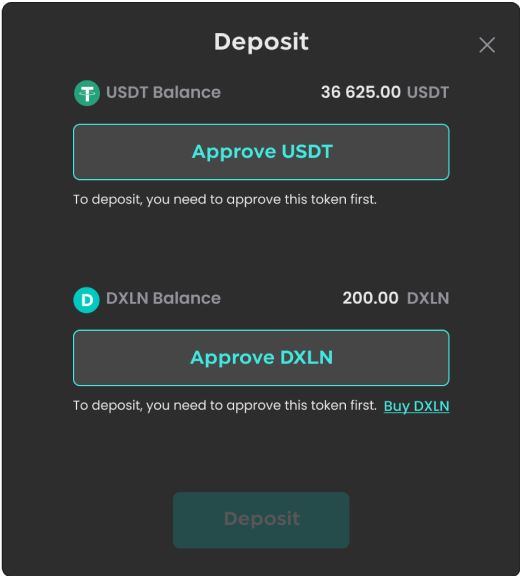 Deposit
USDT Balance 36 625.00 USDT
Approve USDT
To deposit, you need to approve this token first.
D DXLN Balance 200.00 DXLN
Approve DXLN
To deposit, you need to approve this token first. Buy DXLN
Deposit